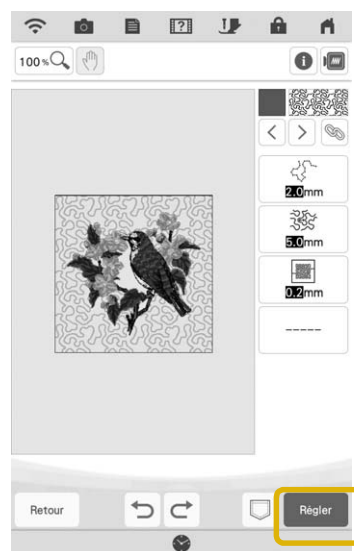 100 %
i
2.0mm
5.0mm
0.2mm
-----
Retour
Régler